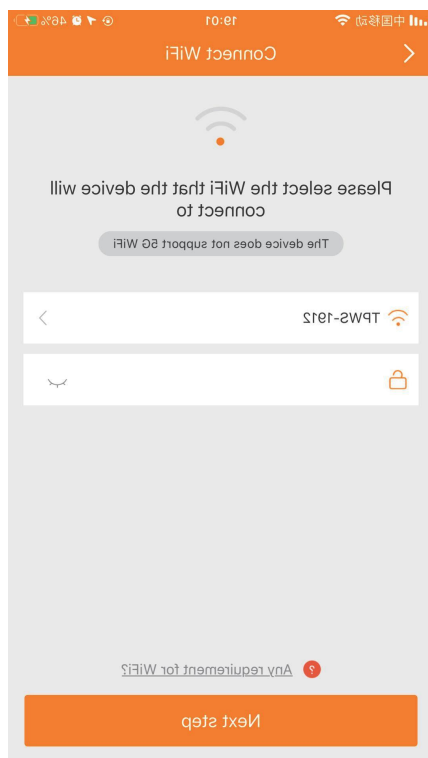 中国移动 19:01 46%
Connect WiFi
Please select the WiFi that the device will
connect to
The device does not support 5G WiFi
TPWS-1912
? Any requirement for WiFi?
Next step